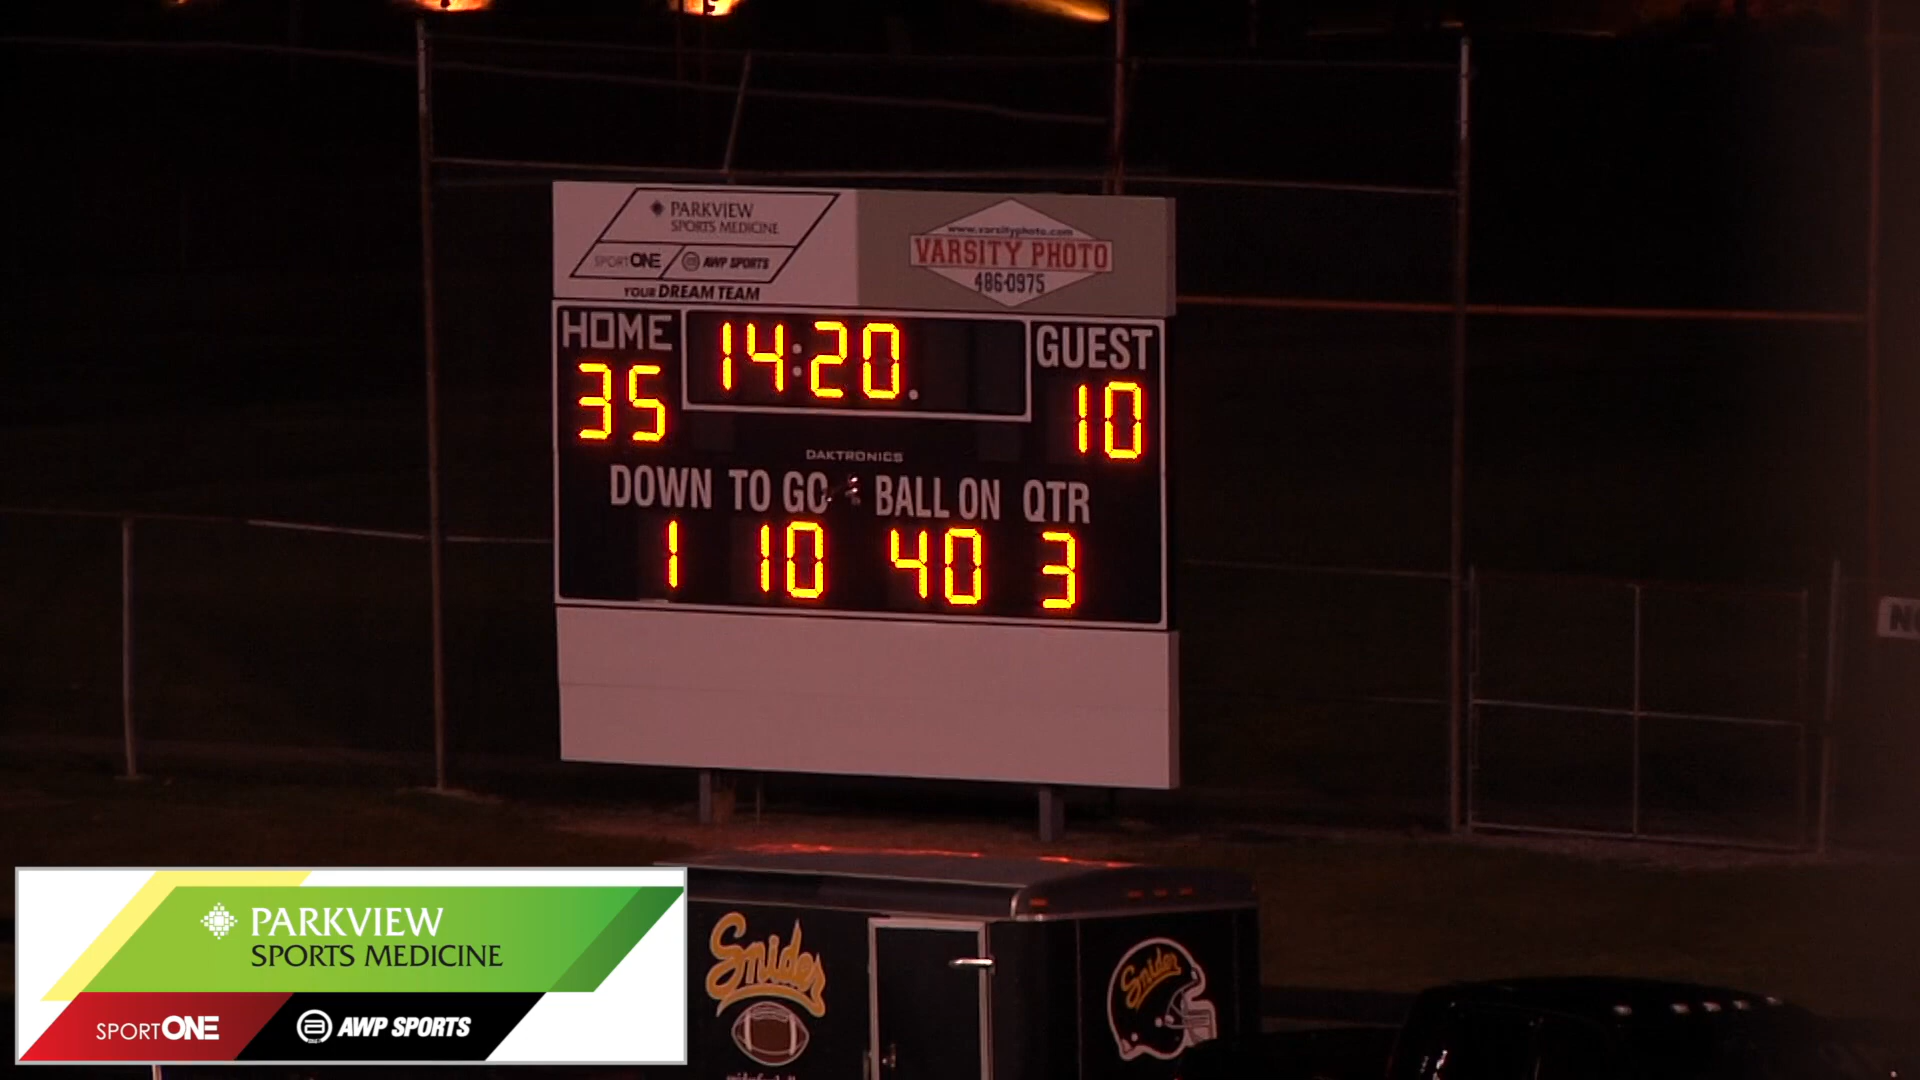 PARKVIEW
SPORTS MEDICINE
SPORTONE
AWP SPORTS
YOUR DREAM TEAM
www.varsityphoto.com
VARSITY PHOTO
486-0975
HOME
14:20.
GUEST
35
10
DAKTRONICS
DOWN TO GO BALL ON QTR
1 10 40 3
PARKVIEW
SPORTS MEDICINE
SPORTONE
AWP SPORTS
Snider
Snider